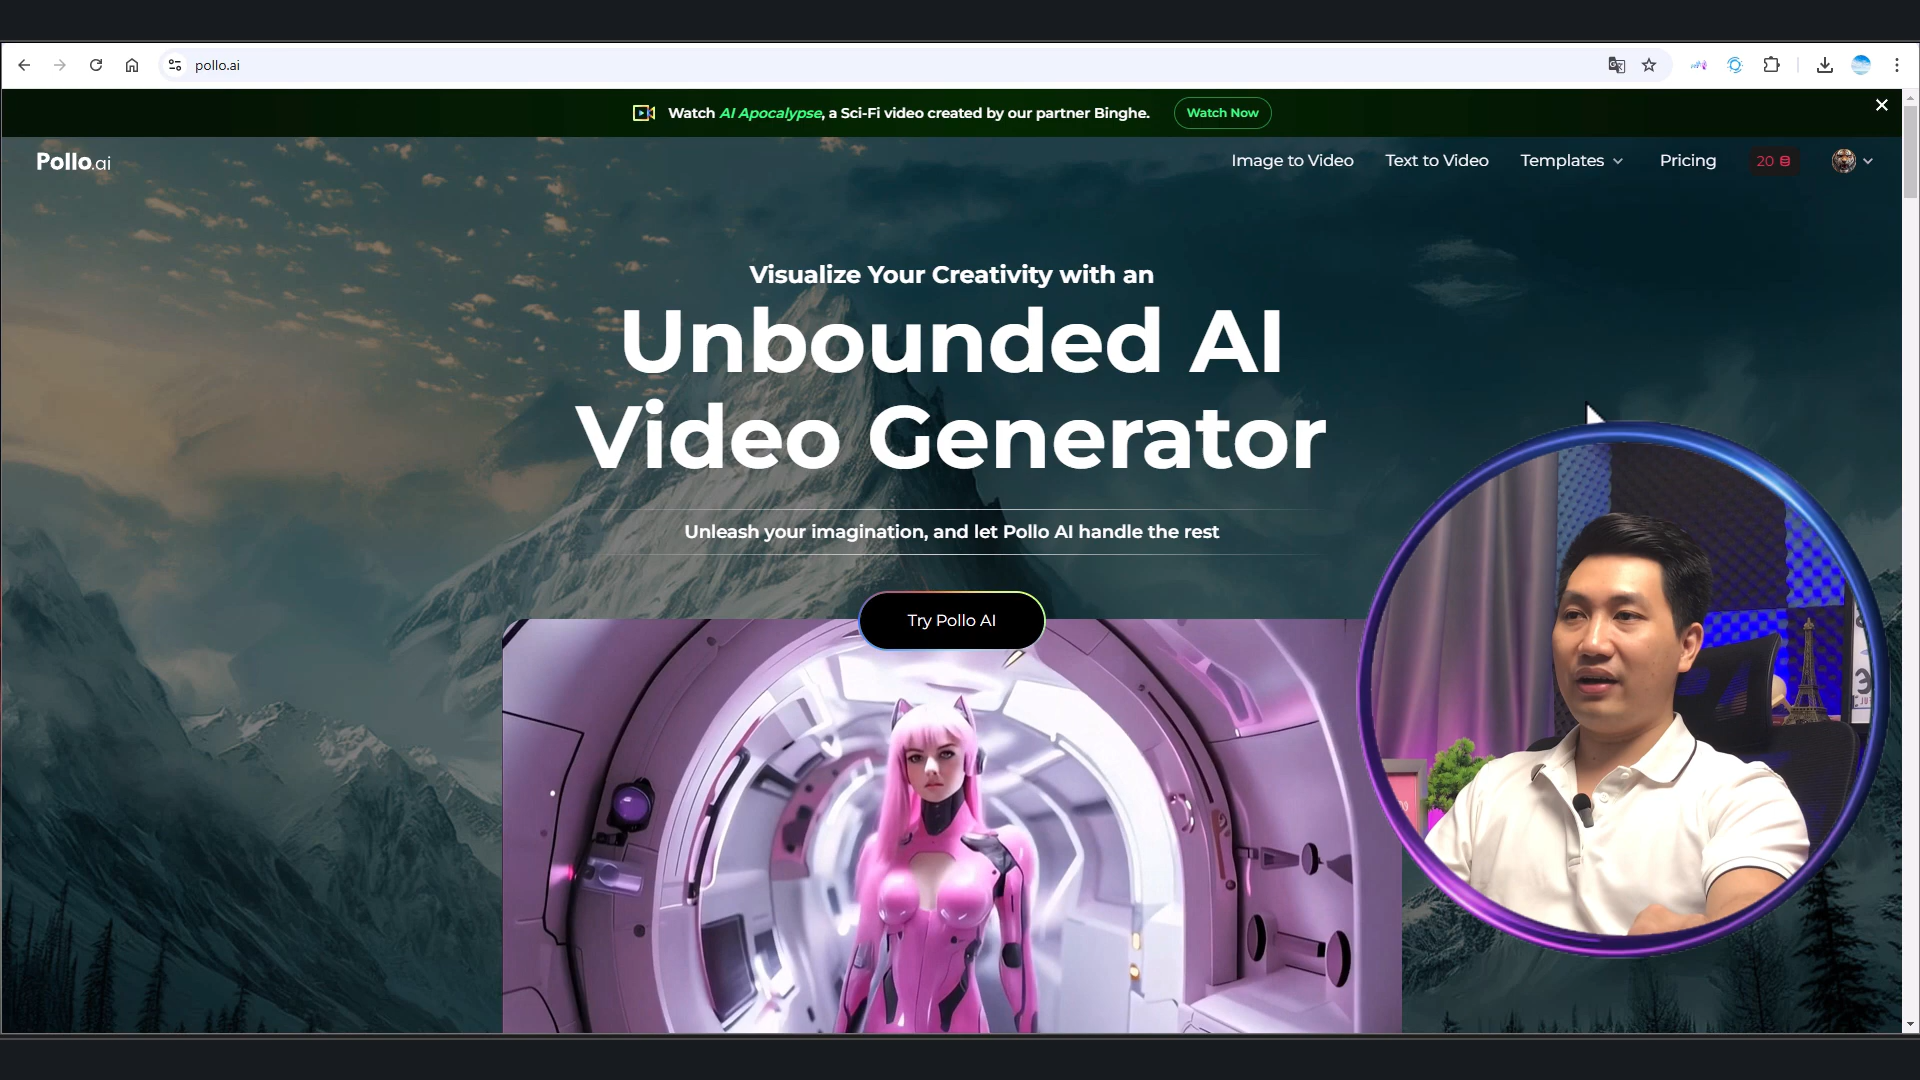 pollo.ai
Watch AI Apocalypse, a Sci-Fi video created by our partner Binghe.
Watch Now
Pollo.ai
Image to Video
Text to Video
Templates
Pricing
20
Visualize Your Creativity with an
Unbounded AI
Video Generator
Unleash your imagination, and let Pollo AI handle the rest
Try Pollo AI